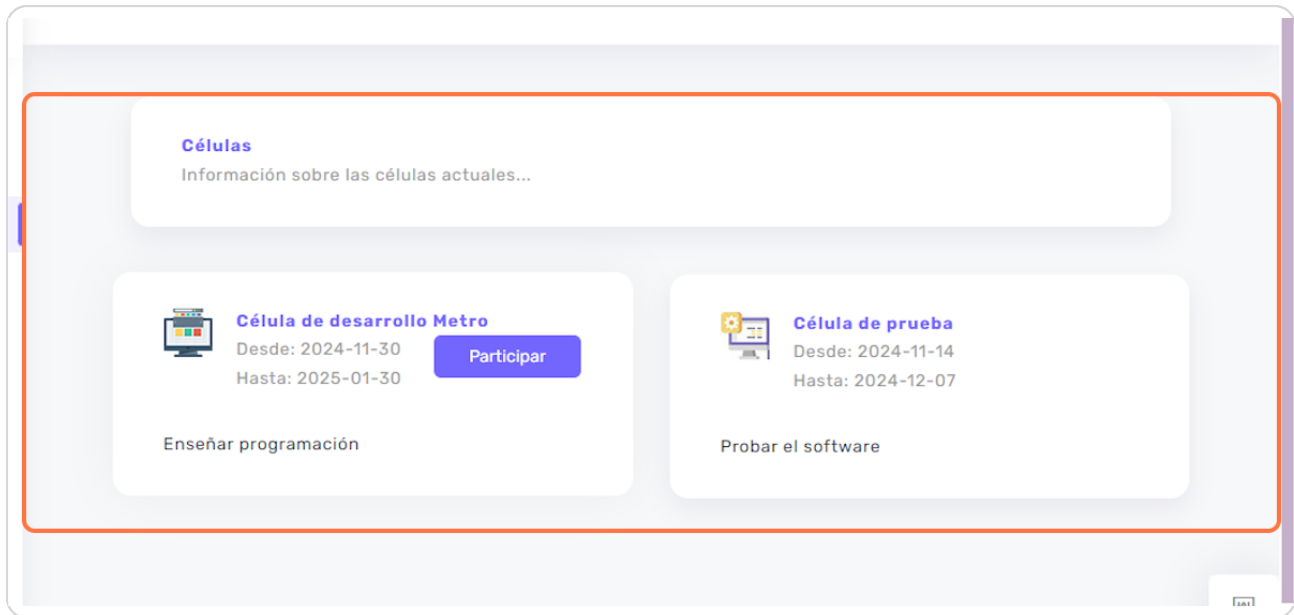 Células
Información sobre las células actuales...
Célula de desarrollo Metro
Desde: 2024-11-30
Participar
Hasta: 2025-01-30
Enseñar programación
Célula de prueba
Desde: 2024-11-14
Hasta: 2024-12-07
Probar el software